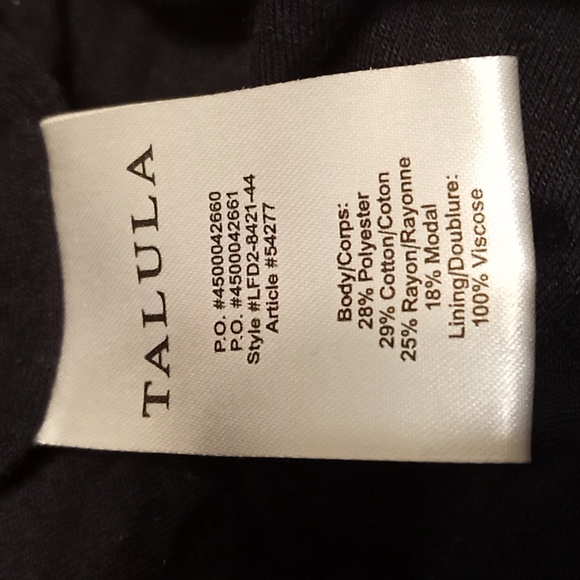 TALULA
P.O. #4500042660
P.O. #4500042661
Style #LFD2-8421-44
Article #54277
Body/Corps:
28% Polyester
29% Cotton/Coton
25% Rayon/Rayonne
18% Modal
Lining/Doublure:
100% Viscose